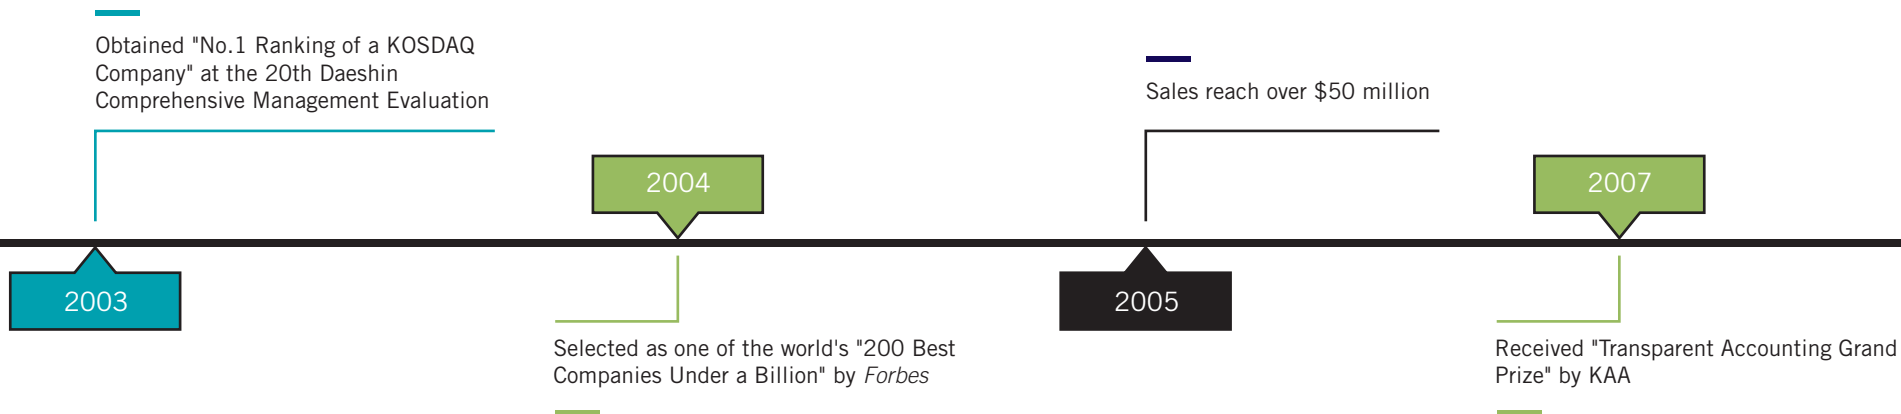 Obtained "No.1 Ranking of a KOSDAQ
Company" at the 20th Daeshin
Comprehensive Management Evaluation
2003
2004
Selected as one of the world's "200 Best
Companies Under a Billion" by Forbes
Sales reach over $50 million
2005
2007
Received "Transparent Accounting Grand
Prize" by KAA